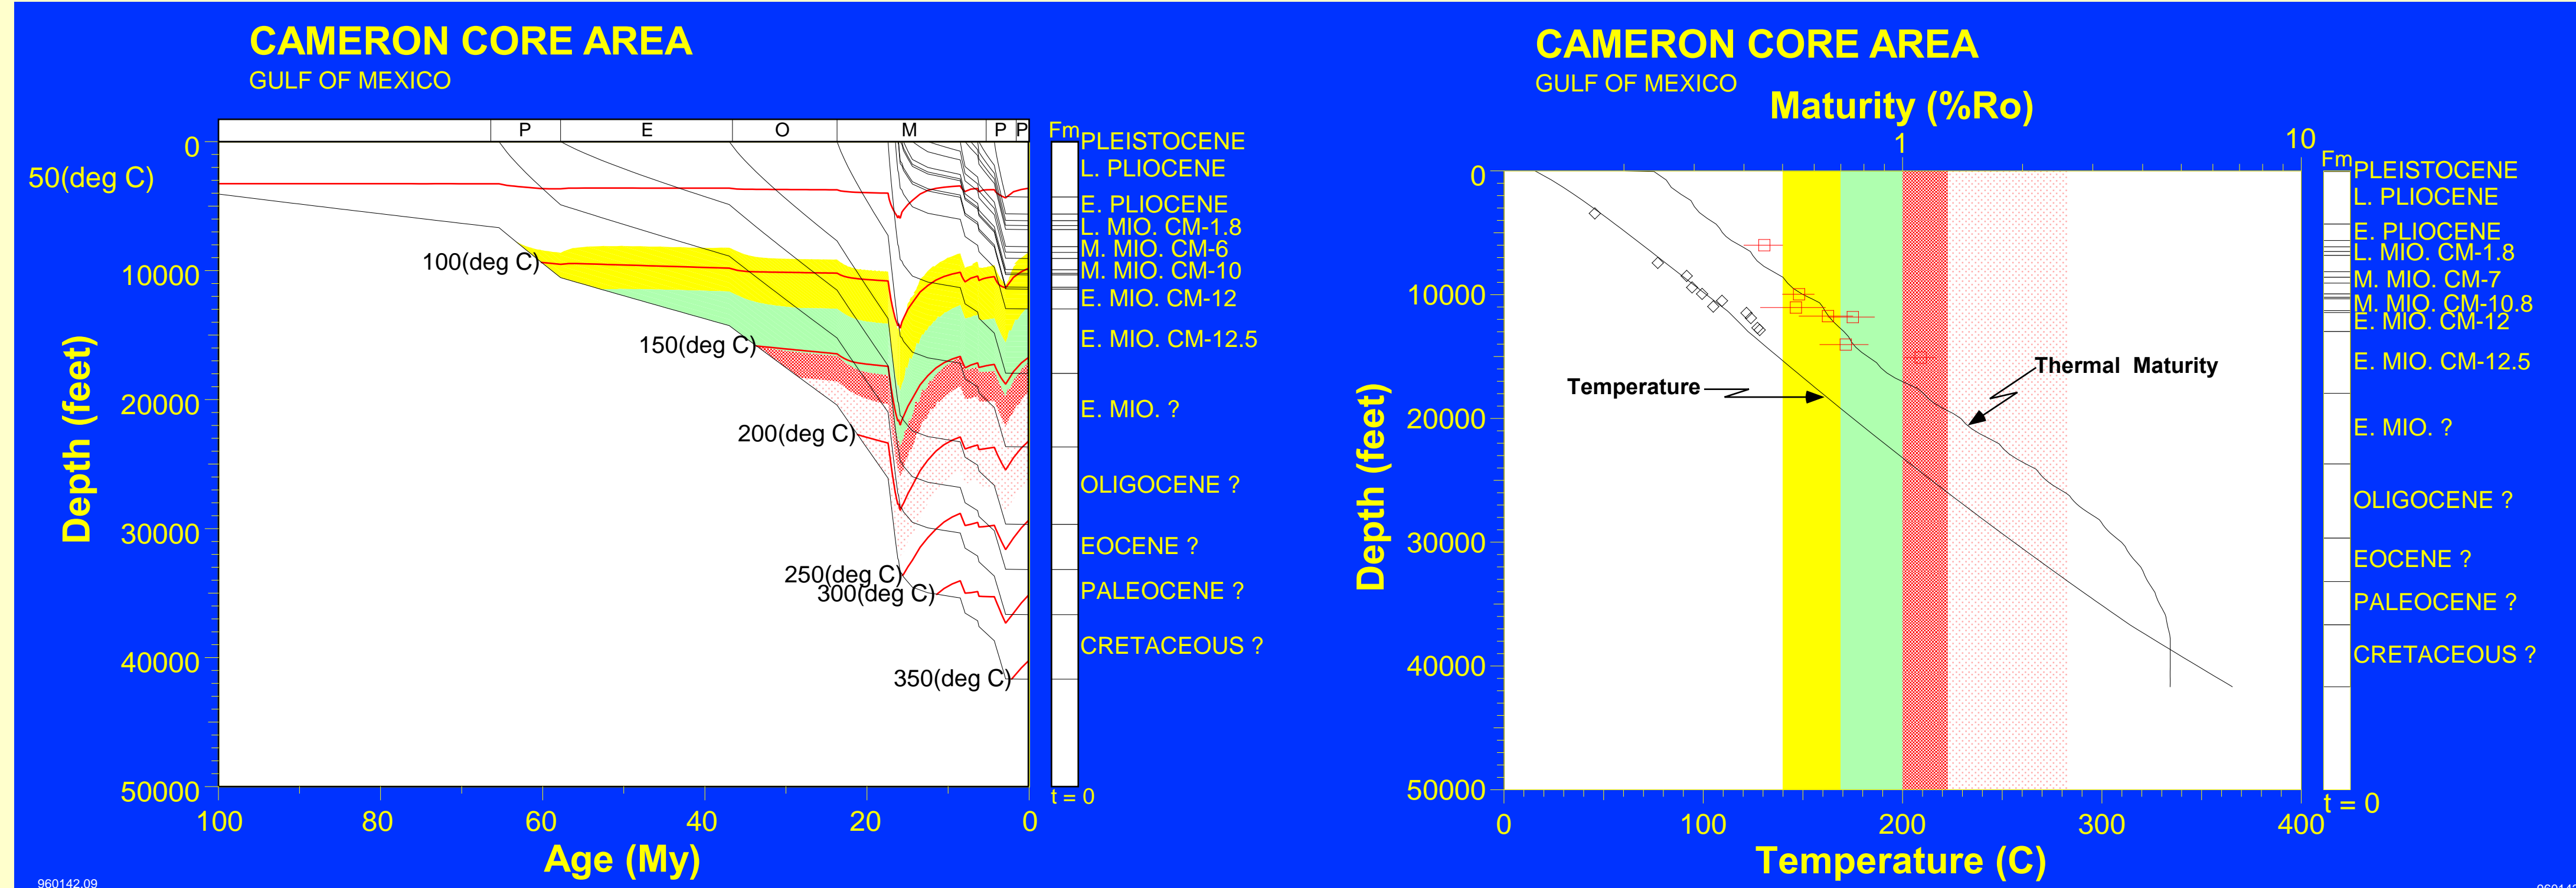 CAMERON CORE AREA
GULF OF MEXICO
P E O M P P
Fm
0
10000
20000
30000
40000
50000
Depth (feet)
50(deg C)
100(deg C)
150(deg C)
200(deg C)
250(deg C)
300(deg C)
350(deg C)
100 80 60 40 20 0
Age (My)
PLEISTOCENE
L. PLIOCENE
E. PLIOCENE
L. MIO. CM-1.8
M. MIO. CM-6
M. MIO. CM-10
E. MIO. CM-12
E. MIO. CM-12.5
E. MIO. ?
OLIGOCENE ?
EOCENE ?
PALEOCENE ?
CRETACEOUS ?
t = 0
960142.09
CAMERON CORE AREA
GULF OF MEXICO
Maturity (%Ro)
1 10
Fm
0
10000
20000
30000
40000
50000
Depth (feet)
Temperature
Thermal Maturity
0 100 200 300 400
Temperature (C)
PLEISTOCENE
L. PLIOCENE
E. PLIOCENE
L. MIO. CM-1.8
M. MIO. CM-7
M. MIO. CM-10.8
E. MIO. CM-12
E. MIO. CM-12.5
E. MIO. ?
OLIGOCENE ?
EOCENE ?
PALEOCENE ?
CRETACEOUS ?
t = 0